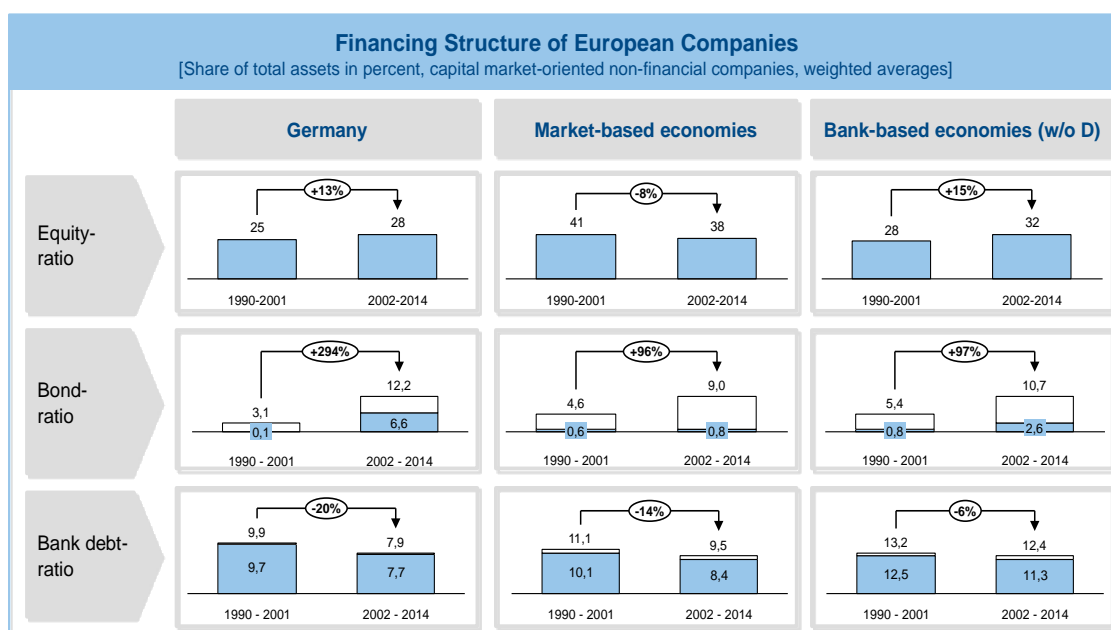 Financing Structure of European Companies
[Share of total assets in percent, capital market-oriented non-financial companies, weighted averages]
Germany
Market-based economies
Bank-based economies (w/o D)
Equity-
ratio
+13%
25
28
1990-2001
2002-2014
-8%
41
38
1990-2001
2002-2014
+15%
28
32
1990-2001
2002-2014
Bond-
ratio
+294%
3,1
12,2
0,1
6,6
1990 - 2001
2002 - 2014
+96%
4,6
9,0
0,6
0,8
1990 - 2001
2002 - 2014
+97%
5,4
10,7
0,8
2,6
1990 - 2001
2002 - 2014
Bank debt-
ratio
-20%
9,9
7,9
9,7
7,7
1990 - 2001
2002 - 2014
-14%
11,1
9,5
10,1
8,4
1990 - 2001
2002 - 2014
-6%
13,2
12,4
12,5
11,3
1990 - 2001
2002 - 2014